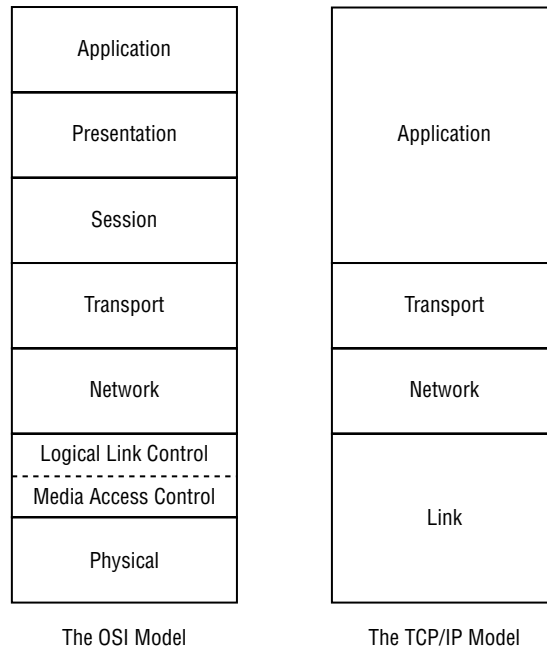 Application
Presentation
Session
Transport
Network
Logical Link Control
Media Access Control
Physical
The OSI Model
Application
Transport
Network
Link
The TCP/IP Model